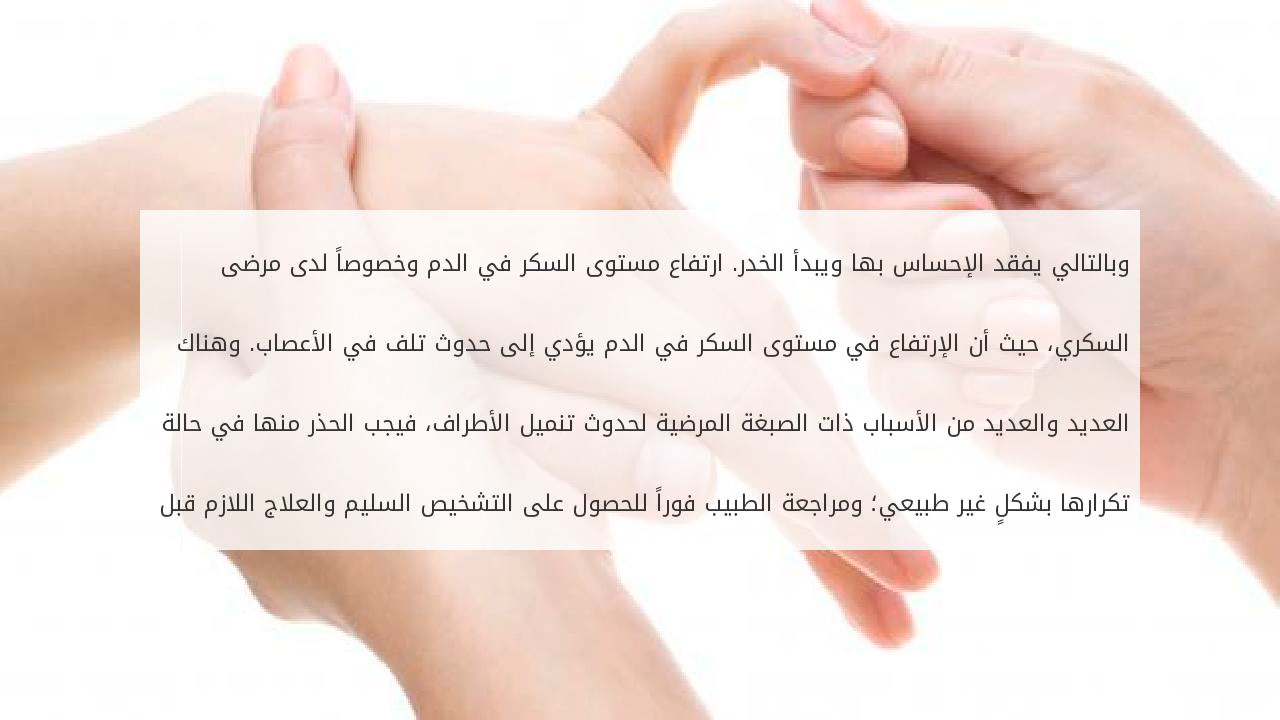 وبالتالي يفقد الإحساس بها ويبدأ الخدر. ارتفاع مستوى السكر في الدم وخصوصاً لدى مرضى
السكري، حيث أن الإرتفاع في مستوى السكر في الدم يؤدي إلى حدوث تلف في الأعصاب. وهناك
العديد والعديد من الأسباب ذات الصبغة المرضية لحدوث تنميل الأطراف، فيجب الحذر منها في حالة
تكرارها بشكلٍ غير طبيعي؛ ومراجعة الطبيب فوراً للحصول على التشخيص السليم والعلاج اللازم قبل